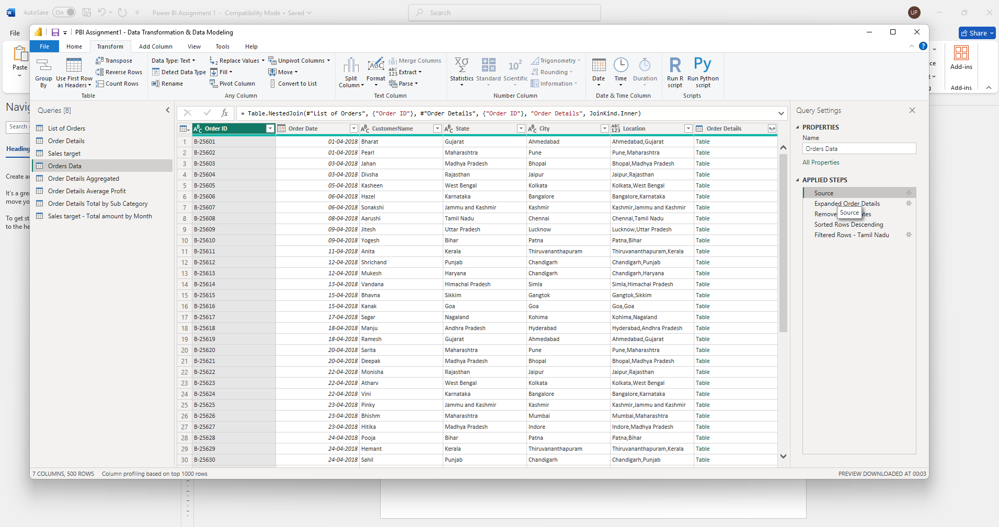 AutoSave On Power BI Assignment 1 - Compatibility Mode • Saved Search UP
File Share
PBI Assignment1 - Data Transformation & Data Modeling
File Home Transform Add Column View Tools Help
Paste
Group By
Use First Row as Headers
Transpose
Reverse Rows
Count Rows
Table
Data Type: Text
Detect Data Type
Rename
Replace Values
Fill
Pivot Column
Unpivot Columns
Move
Convert to List
Any Column
Split Column
Format
Merge Columns
Extract
Parse
Text Column
Statistics
Standard
Scientific
Trigonometry
Rounding
Information
Number Column
Date
Time
Duration
Date & Time Column
Run R script
Run Python script
Scripts
Add-ins
Add-ins
Search
Heading
Create
It's a
move
To get
to the
Queries [8]
List of Orders
Order Details
Sales target
Orders Data
Order Details Aggregated
Order Details Average Profit
Order Details Total by Sub Category
Sales target - Total amount by Month
= Table.NestedJoin(#"List of Orders", {"Order ID"}, #"Order Details", {"Order ID"}, "Order Details", JoinKind.Inner)
Order ID Order Date CustomerName State City Location Order Details
1 B-25601 01-04-2018 Bharat Gujarat Ahmedabad Ahmedabad,Gujarat Table
2 B-25602 01-04-2018 Pearl Maharashtra Pune Pune,Maharashtra Table
3 B-25603 03-04-2018 Jahan Madhya Pradesh Bhopal Bhopal,Madhya Pradesh Table
4 B-25604 03-04-2018 Divsha Rajasthan Jaipur Jaipur,Rajasthan Table
5 B-25605 05-04-2018 Kasheen West Bengal Kolkata Kolkata,West Bengal Table
6 B-25606 06-04-2018 Hazel Karnataka Bangalore Bangalore,Karnataka Table
7 B-25607 06-04-2018 Sonakshi Jammu and Kashmir Kashmir Kashmir,Jammu and Kashmir Table
8 B-25608 08-04-2018 Aarushi Tamil Nadu Chennai Chennai,Tamil Nadu Table
9 B-25609 09-04-2018 Jitesh Uttar Pradesh Lucknow Lucknow,Uttar Pradesh Table
10 B-25610 09-04-2018 Yogesh Bihar Patna Patna,Bihar Table
11 B-25611 11-04-2018 Anita Kerala Thiruvananthapuram Thiruvananthapuram,Kerala Table
12 B-25612 12-04-2018 Shrichand Punjab Chandigarh Chandigarh,Punjab Table
13 B-25613 12-04-2018 Mukesh Haryana Chandigarh Chandigarh,Haryana Table
14 B-25614 13-04-2018 Vandana Himachal Pradesh Simla Simla,Himachal Pradesh Table
15 B-25615 15-04-2018 Bhavna Sikkim Gangtok Gangtok,Sikkim Table
16 B-25616 15-04-2018 Kanak Goa Goa Goa,Goa Table
17 B-25617 17-04-2018 Sagar Nagaland Kohima Kohima,Nagaland Table
18 B-25618 18-04-2018 Manju Andhra Pradesh Hyderabad Hyderabad,Andhra Pradesh Table
19 B-25619 18-04-2018 Ramesh Gujarat Ahmedabad Ahmedabad,Gujarat Table
20 B-25620 20-04-2018 Sarita Maharashtra Pune Pune,Maharashtra Table
21 B-25621 20-04-2018 Deepak Madhya Pradesh Bhopal Bhopal,Madhya Pradesh Table
22 B-25622 22-04-2018 Monisha Rajasthan Jaipur Jaipur,Rajasthan Table
23 B-25623 22-04-2018 Atharv West Bengal Kolkata Kolkata,West Bengal Table
24 B-25624 22-04-2018 Vini Karnataka Bangalore Bangalore,Karnataka Table
25 B-25625 23-04-2018 Pinky Jammu and Kashmir Kashmir Kashmir,Jammu and Kashmir Table
26 B-25626 23-04-2018 Bhishm Maharashtra Mumbai Mumbai,Maharashtra Table
27 B-25627 23-04-2018 Hitika Madhya Pradesh Indore Indore,Madhya Pradesh Table
28 B-25628 24-04-2018 Pooja Bihar Patna Patna,Bihar Table
29 B-25629 24-04-2018 Hemant Kerala Thiruvananthapuram Thiruvananthapuram,Kerala Table
30 B-25630 24-04-2018 Sahil Punjab Chandigarh Chandigarh,Punjab Table
Query Settings
PROPERTIES
Name
Orders Data
All Properties
APPLIED STEPS
Source
Expanded Order Details
Source
Sorted Rows Descending
Filtered Rows - Tamil Nadu
7 COLUMNS, 500 ROWS Column profiling based on top 1000 rows PREVIEW DOWNLOADED AT 00:03